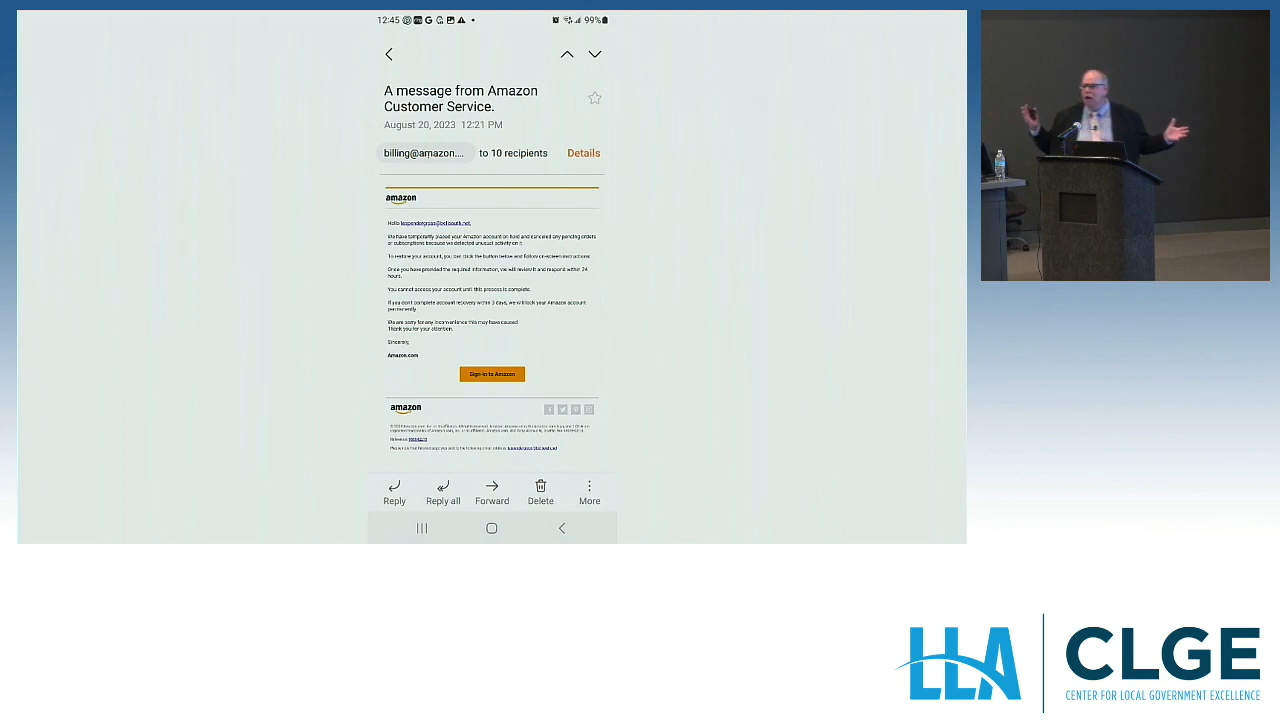 12:45
99%
A message from Amazon
Customer Service.
August 20, 2023 12:21 PM
billing@amazon.... to 10 recipients Details
amazon
Hello
We have temporarily placed your Amazon account on hold and canceled any pending orders
or subscriptions because we detected unusual activity on it.
To restore your account, you can click the button below and follow on-screen instructions.
Once you have provided the required information, we will review it and respond within 24
hours.
You cannot access your account until this process is complete.
If you don't complete account recovery within 3 days, we will lock your Amazon account
permanently.
We are sorry for any inconvenience this may have caused.
Thank you for your attention.
Sincerely,
Amazon.com
Sign-in to Amazon
amazon
Reply Reply all Forward Delete More
LLA
CLGE
CENTER FOR LOCAL GOVERNMENT EXCELLENCE